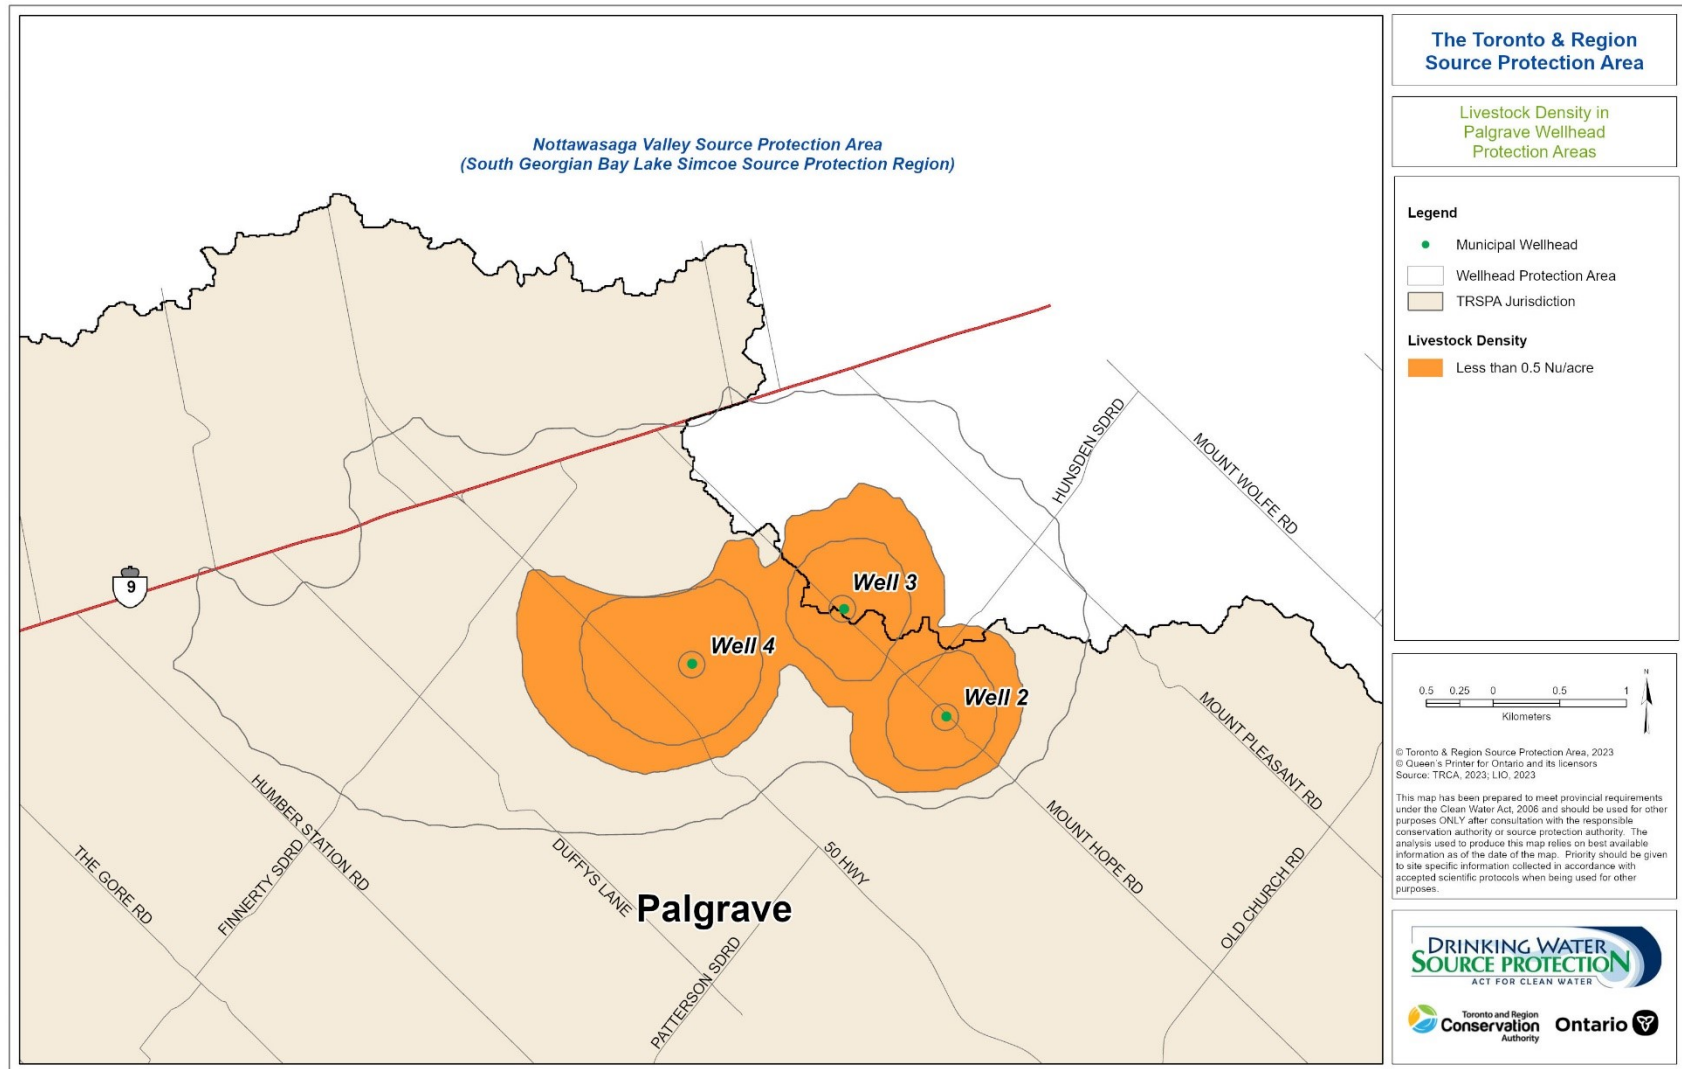 The Toronto & Region
Source Protection Area
Livestock Density in
Palgrave Wellhead
Protection Areas
Nottawasaga Valley Source Protection Area
(South Georgian Bay Lake Simcoe Source Protection Region)
Legend
Municipal Wellhead
Wellhead Protection Area
TRSPA Jurisdiction
Livestock Density
Less than 0.5 Nu/acre
HUNSDEN SDRD
MOUNT WOLFE RD
9
Well 3
Well 4
Well 2
MOUNT PLEASANT RD
HUMBER STATION RD
THE GORE RD
FINNERTY SDRD
DUFFYS LANE
50 HWY
MOUNT HOPE RD
OLD CHURCH RD
Palgrave
PATTERSON SDRD
0.5 0.25 0 0.5 1
Kilometers
N
© Toronto & Region Source Protection Area, 2023
© Queen's Printer for Ontario and its licensors
Source: TRCA, 2023; LIO, 2023
This map has been prepared to meet provincial requirements
under the Clean Water Act, 2006 and should be used for other
purposes ONLY after consultation with the responsible
conservation authority or source protection authority. The
analysis used to produce this map relies on best available
information as of the date of the map. Priority should be given
to site specific information collected in accordance with
accepted scientific protocols when being used for other
purposes.
DRINKING WATER
SOURCE PROTECTION
ACT FOR CLEAN WATER
Toronto and Region
Conservation
Authority
Ontario